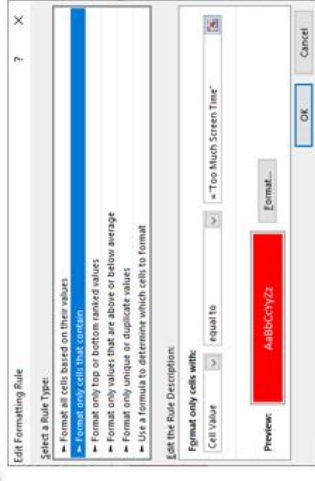 Edit Formatting Rule
? ×
Select a Rule Type:
► Format all cells based on their values
► Format only cells that contain
► Format only top or bottom ranked values
► Format only values that are above or below average
► Format only unique or duplicate values
► Use a formula to determine which cells to format
Edit the Rule Description:
Format only cells with:
Cell Value equal to ="Too Much Screen Time"
Preview: AaBbCcYyZz Format...
OK Cancel